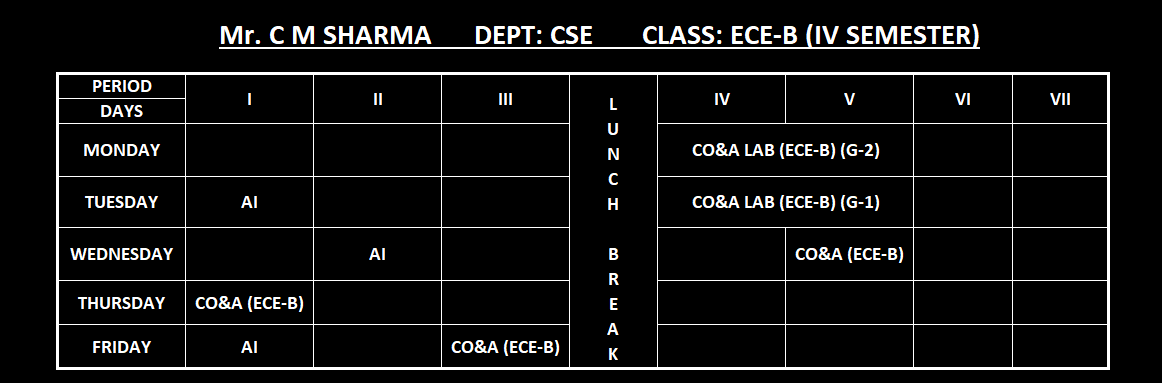 Mr. C M SHARMA DEPT: CSE CLASS: ECE-B (IV SEMESTER)
PERIOD
DAYS
I II III LUNCH BREAK IV V VI VII
MONDAY CO&A LAB (ECE-B) (G-2)
TUESDAY AI CO&A LAB (ECE-B) (G-1)
WEDNESDAY AI CO&A (ECE-B)
THURSDAY CO&A (ECE-B)
FRIDAY AI CO&A (ECE-B)